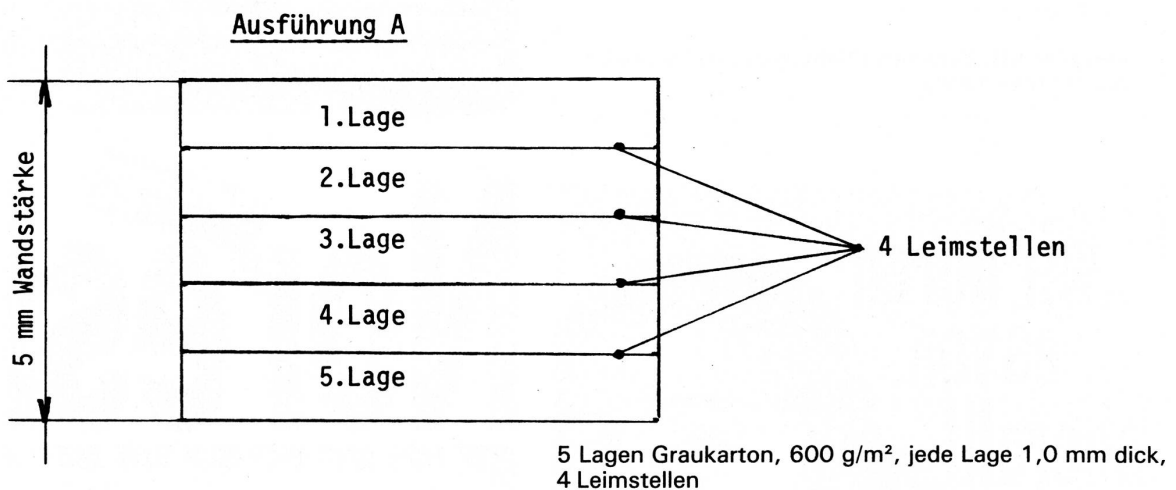 Ausführung A
5 mm Wandstärke
1.Lage
2.Lage
3.Lage
4.Lage
5.Lage
4 Leimstellen
5 Lagen Graukarton, 600 g/m², jede Lage 1,0 mm dick,
4 Leimstellen